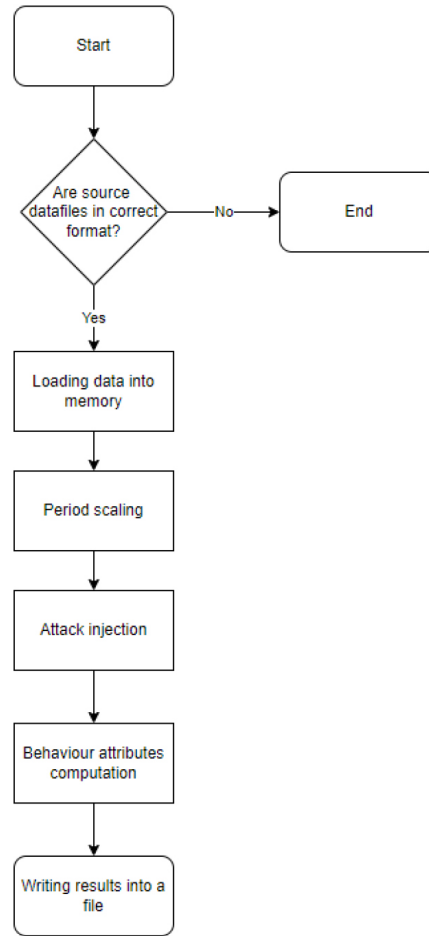 Start
Are source
datafiles in correct
format?
No
End
Yes
Loading data into
memory
Period scaling
Attack injection
Behaviour attributes
computation
Writing results into a
file